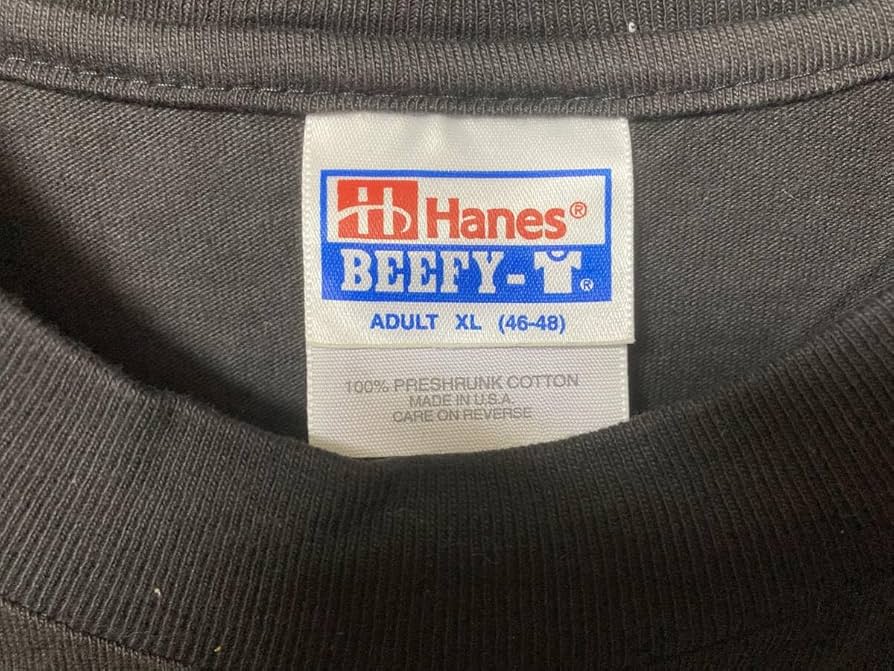 Hanes®
BEEFY-T®
ADULT XL (46-48)
100% PRESHRUNK COTTON
MADE IN U.S.A.
CARE ON REVERSE